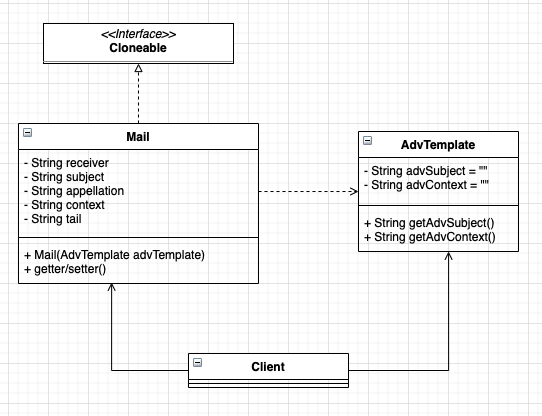 <<Interface>>
Cloneable
Mail
- String receiver
- String subject
- String appellation
- String context
- String tail
+ Mail(AdvTemplate advTemplate)
+ getter/setter()
AdvTemplate
- String advSubject = ""
- String advContext = ""
+ String getAdvSubject()
+ String getAdvContext()
Client